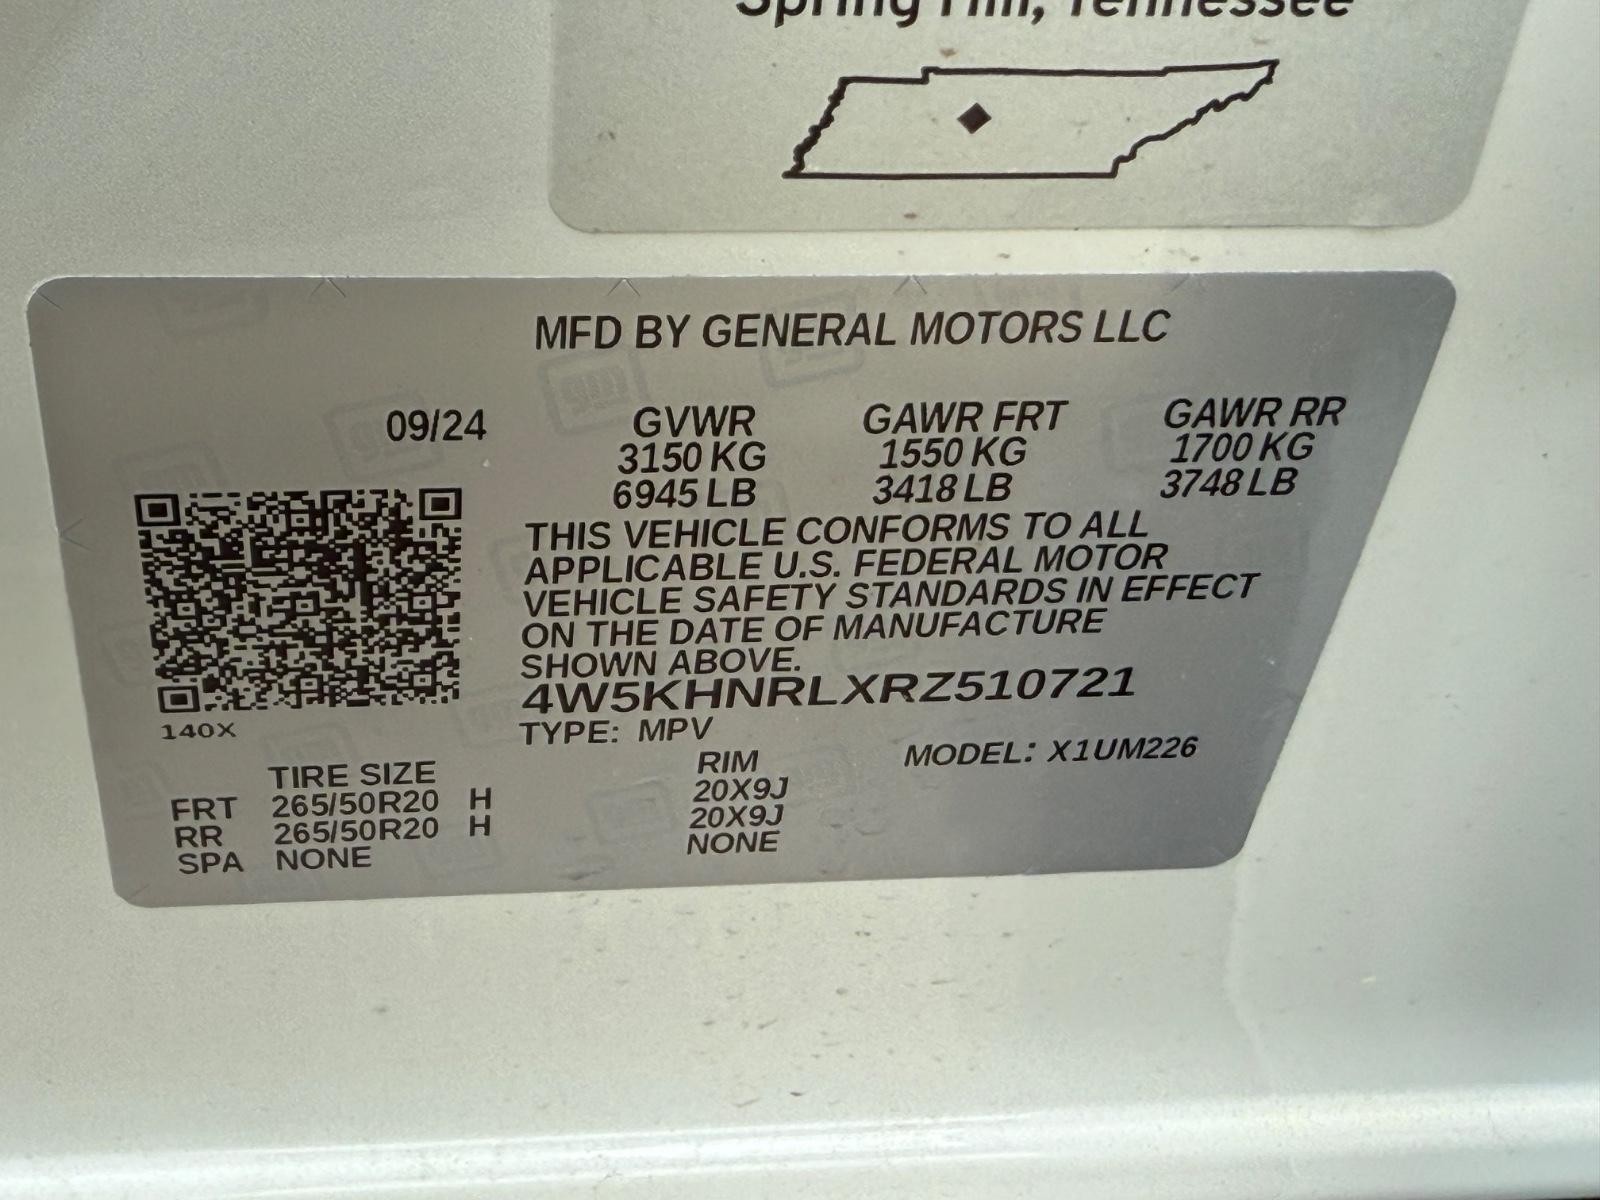 Spring Hill, Tennessee
MFD BY GENERAL MOTORS LLC
09/24 GVWR GAWR FRT GAWR RR
3150 KG 1550 KG 1700 KG
6945 LB 3418 LB 3748 LB
THIS VEHICLE CONFORMS TO ALL
APPLICABLE U.S. FEDERAL MOTOR
VEHICLE SAFETY STANDARDS IN EFFECT
ON THE DATE OF MANUFACTURE
SHOWN ABOVE.
4W5KHNRLXRZ510721
140X
TYPE: MPV MODEL: X1UM226
TIRE SIZE RIM
FRT 265/50R20 H 20X9J
RR 265/50R20 H 20X9J
SPA NONE NONE